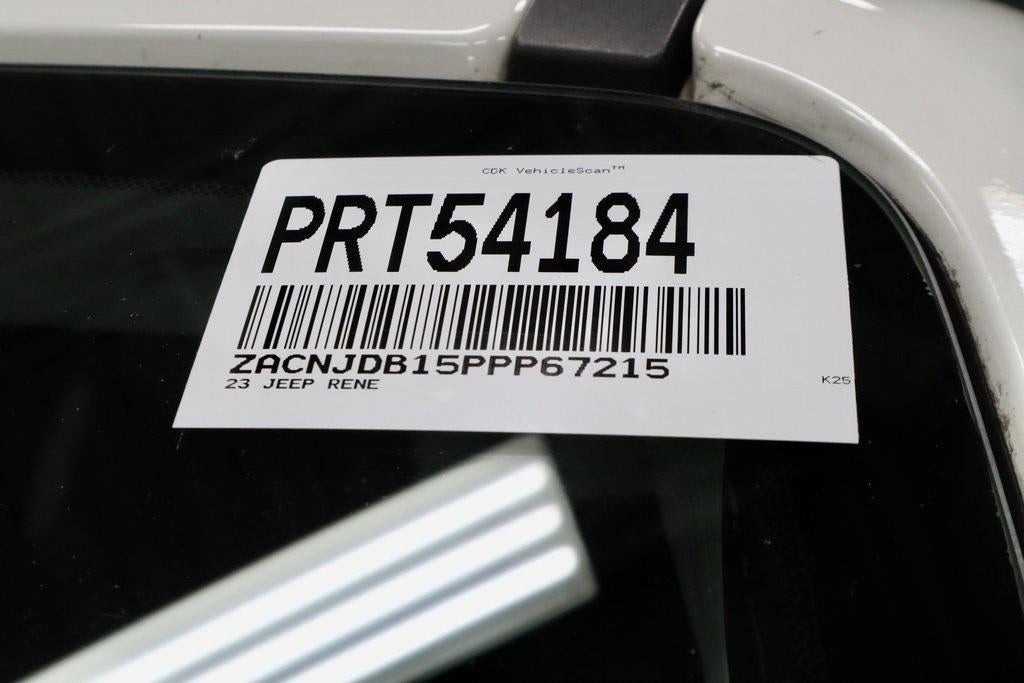 CDK VehicleScan™
PRT54184
ZACNJDB15PPP67215
23 JEEP RENE
K25